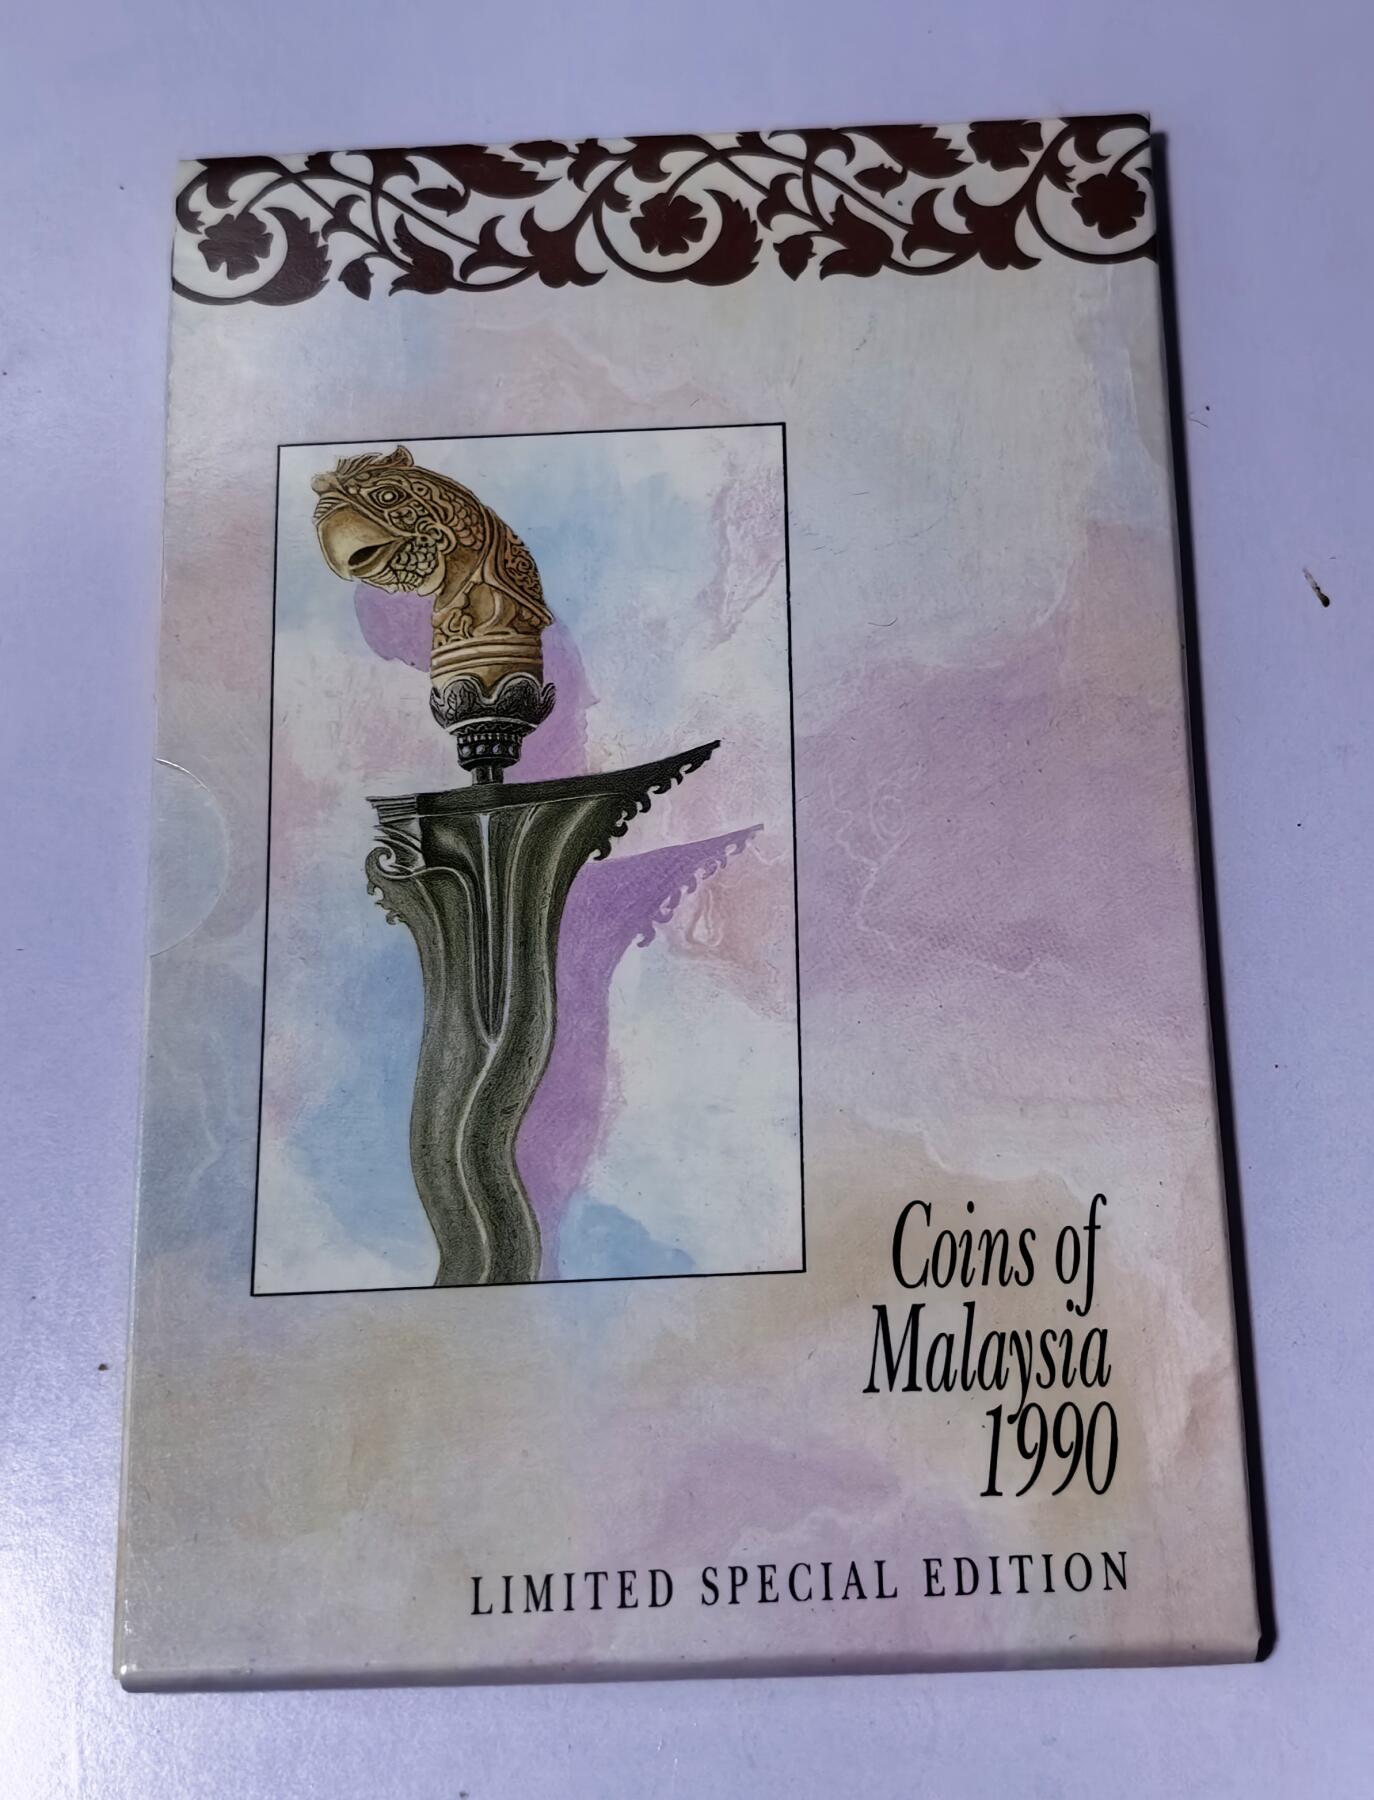 Coins of
Malaysia
1990
LIMITED SPECIAL EDITION